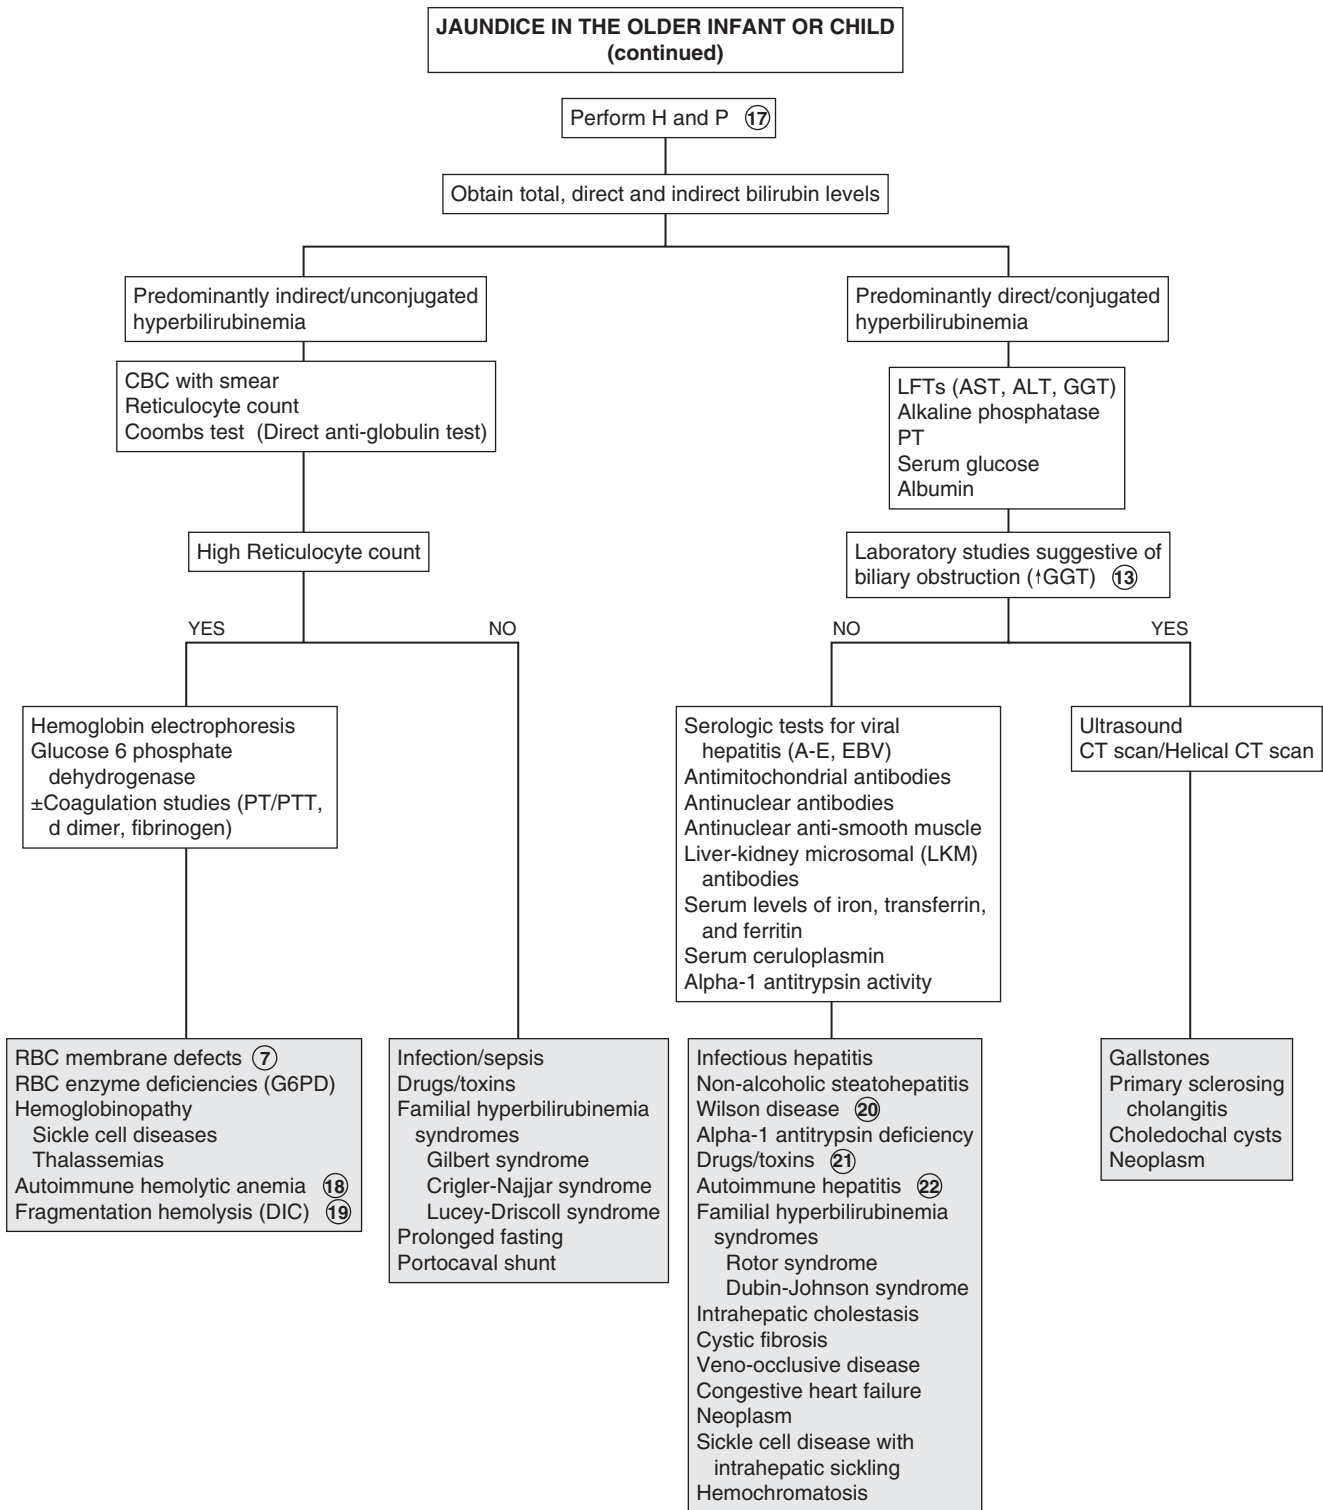 JAUNDICE IN THE OLDER INFANT OR CHILD
(continued)
Perform H and P 17
Obtain total, direct and indirect bilirubin levels
Predominantly indirect/unconjugated
hyperbilirubinemia
CBC with smear
Reticulocyte count
Coombs test (Direct anti-globulin test)
High Reticulocyte count
YES
NO
Hemoglobin electrophoresis
Glucose 6 phosphate
dehydrogenase
±Coagulation studies (PT/PTT,
d dimer, fibrinogen)
RBC membrane defects 7
RBC enzyme deficiencies (G6PD)
Hemoglobinopathy
Sickle cell diseases
Thalassemias
Autoimmune hemolytic anemia 18
Fragmentation hemolysis (DIC) 19
Infection/sepsis
Drugs/toxins
Familial hyperbilirubinemia
syndromes
Gilbert syndrome
Crigler-Najjar syndrome
Lucey-Driscoll syndrome
Prolonged fasting
Portocaval shunt
Predominantly direct/conjugated
hyperbilirubinemia
LFTs (AST, ALT, GGT)
Alkaline phosphatase
PT
Serum glucose
Albumin
Laboratory studies suggestive of
biliary obstruction (↑GGT) 13
NO
YES
Serologic tests for viral
hepatitis (A-E, EBV)
Antimitochondrial antibodies
Antinuclear antibodies
Antinuclear anti-smooth muscle
Liver-kidney microsomal (LKM)
antibodies
Serum levels of iron, transferrin,
and ferritin
Serum ceruloplasmin
Alpha-1 antitrypsin activity
Infectious hepatitis
Non-alcoholic steatohepatitis
Wilson disease 20
Alpha-1 antitrypsin deficiency
Drugs/toxins 21
Autoimmune hepatitis 22
Familial hyperbilirubinemia
syndromes
Rotor syndrome
Dubin-Johnson syndrome
Intrahepatic cholestasis
Cystic fibrosis
Veno-occlusive disease
Congestive heart failure
Neoplasm
Sickle cell disease with
intrahepatic sickling
Hemochromatosis
Ultrasound
CT scan/Helical CT scan
Gallstones
Primary sclerosing
cholangitis
Choledochal cysts
Neoplasm